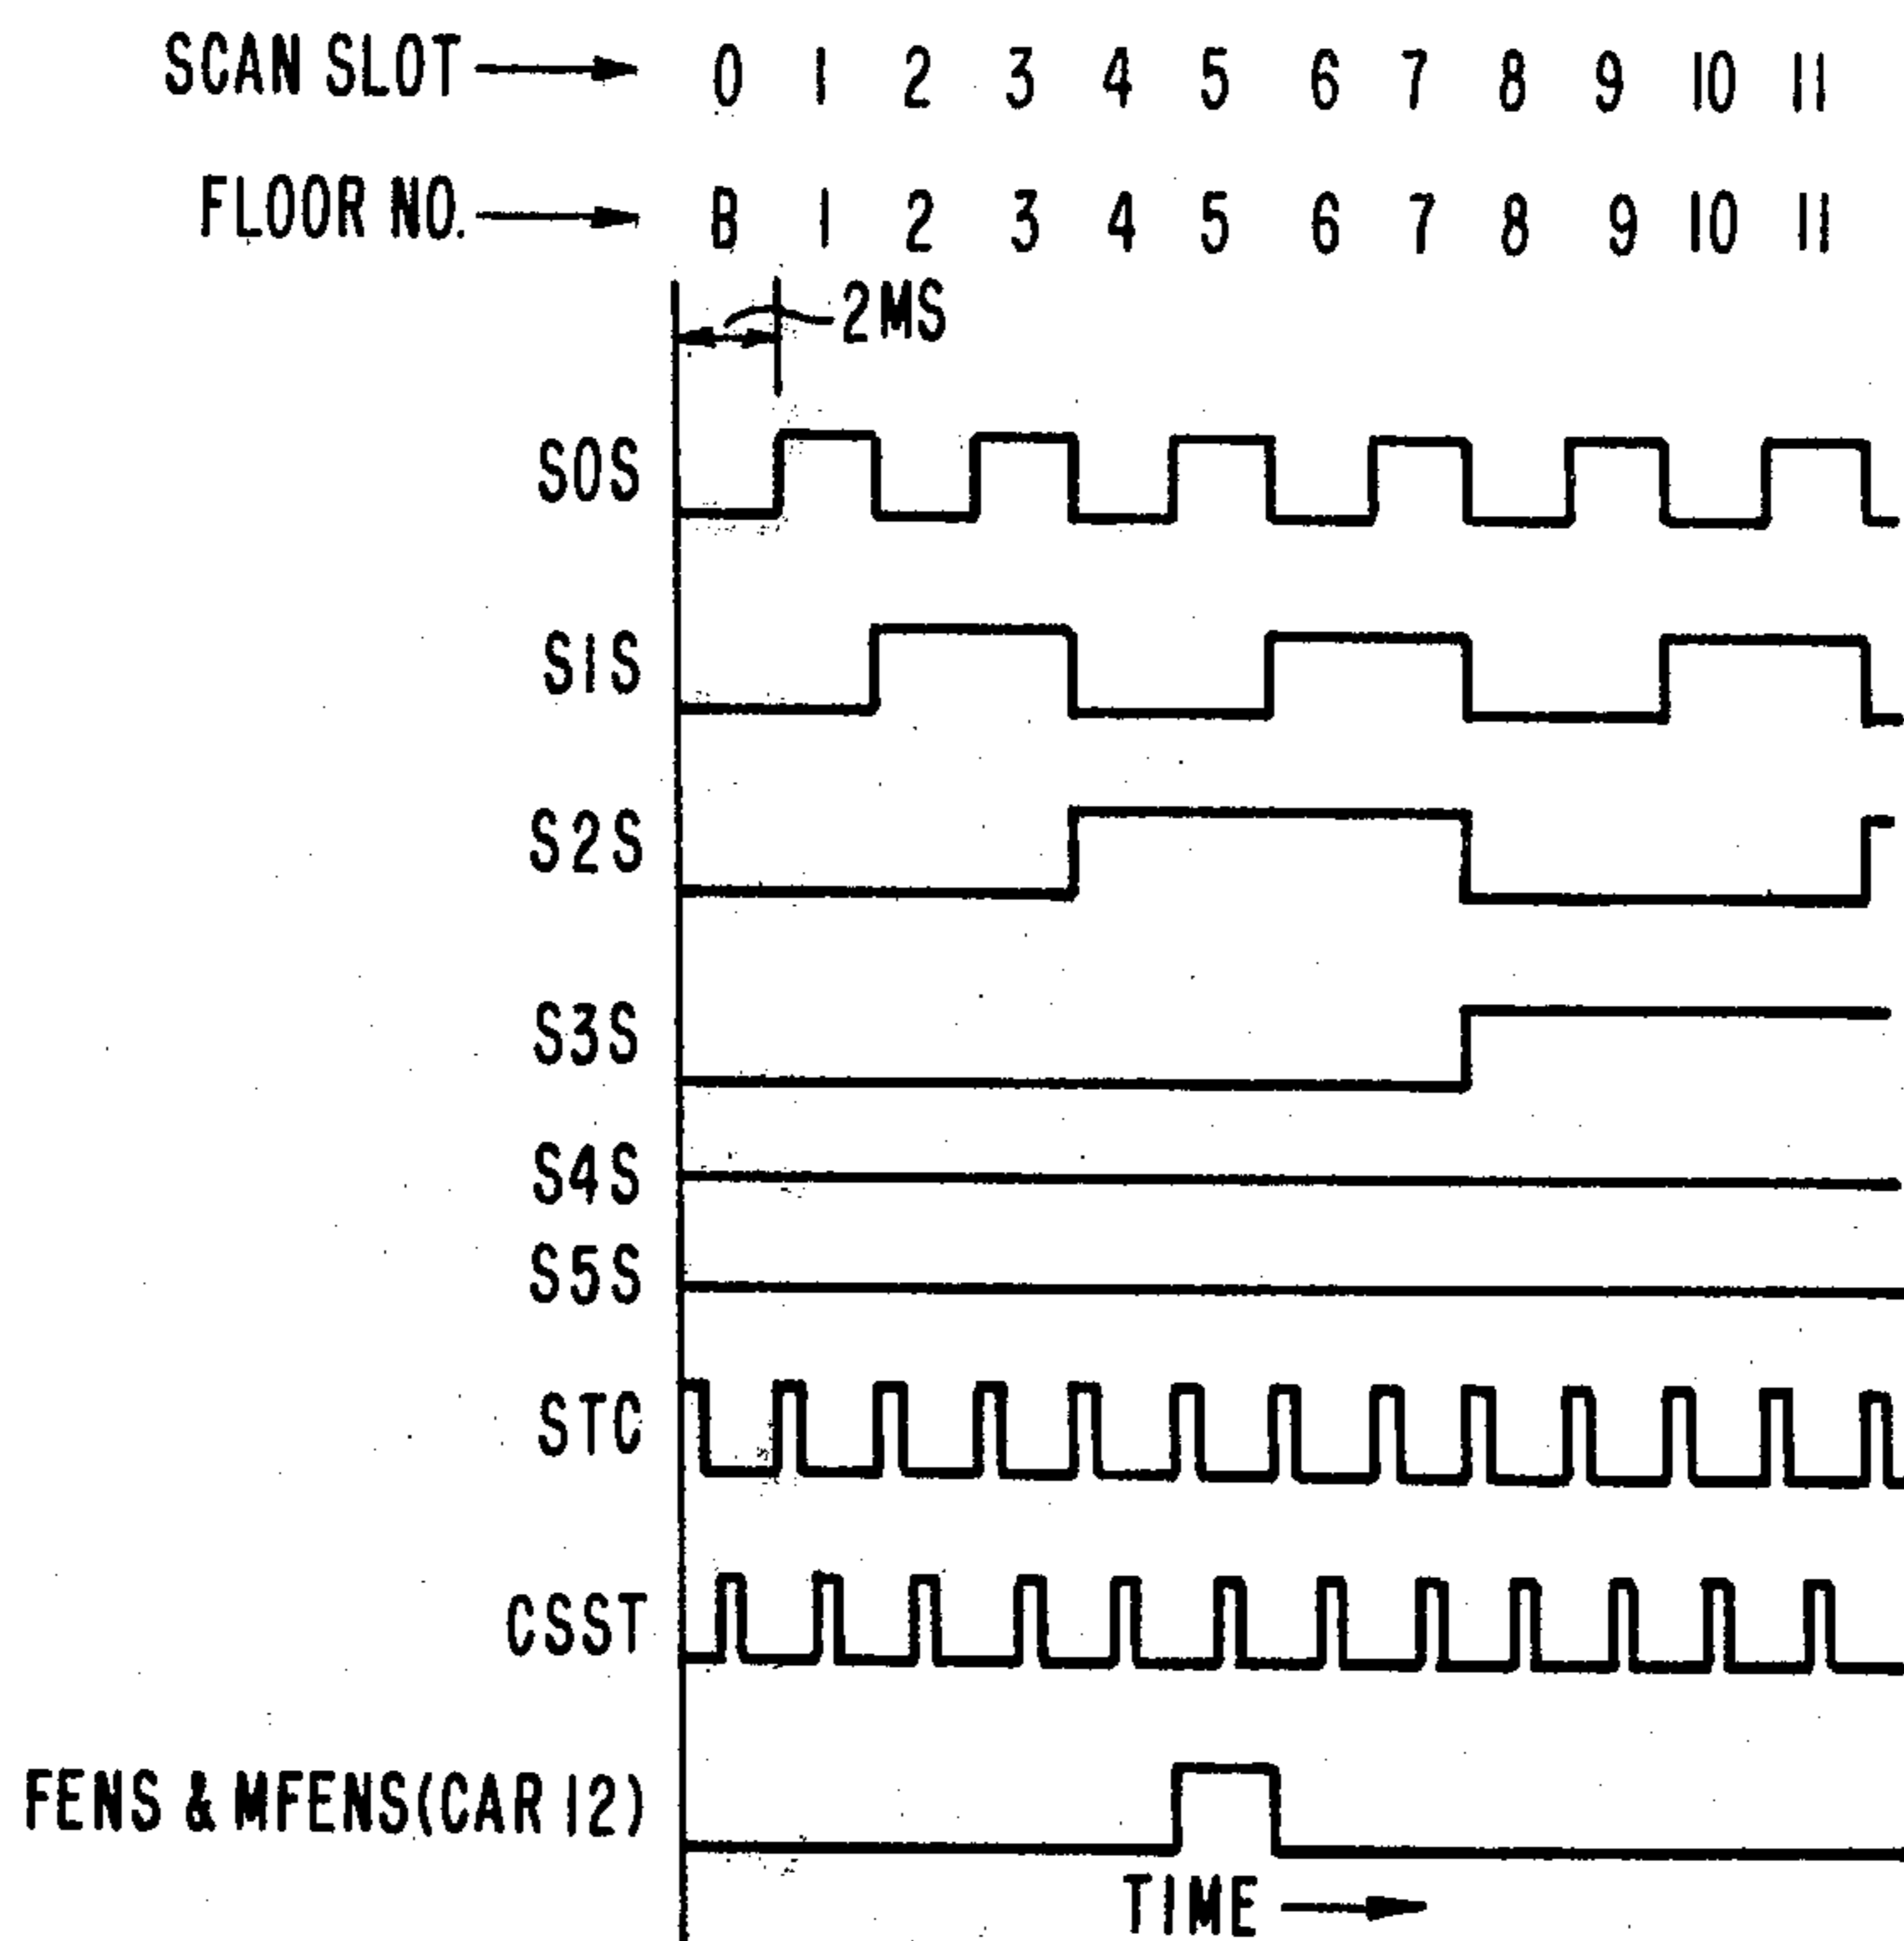 SCAN SLOT 0 1 2 3 4 5 6 7 8 9 10 11
FLOOR NO. B 1 2 3 4 5 6 7 8 9 10 11
2MS
S0S
S1S
S2S
S3S
S4S
S5S
STC
CSST
FENS & MFENS(CAR 12)
TIME